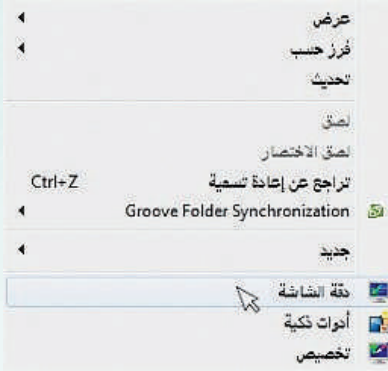 عرض
فرز حسب
تحديث
لصق
لصق الاختصار
تراجع عن إعادة تسمية Ctrl+Z
Groove Folder Synchronization
جديد
دقة الشاشة
أدوات ذكية
تخصيص